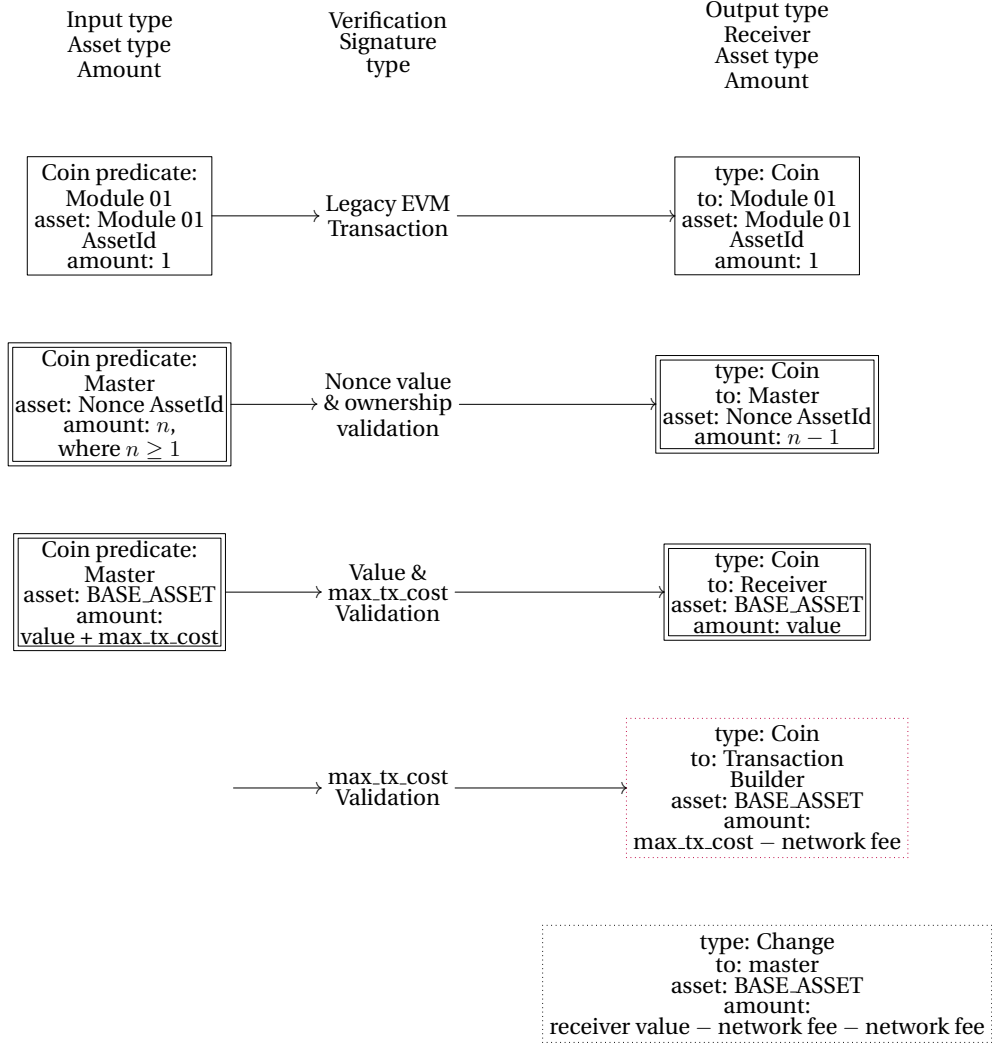 Input type
Asset type
Amount
Verification
Signature
type
Output type
Receiver
Asset type
Amount
Coin predicate:
Module 01
asset: Module 01
AssetId
amount: 1
Legacy EVM
Transaction
type: Coin
to: Module 01
asset: Module 01
AssetId
amount: 1
Coin predicate:
Master
asset: Nonce AssetId
amount: n,
where n ≥ 1
Nonce value
& ownership
validation
type: Coin
to: Master
asset: Nonce AssetId
amount: n − 1
Coin predicate:
Master
asset: BASE_ASSET
amount:
value + max_tx_cost
Value &
max_tx_cost
Validation
type: Coin
to: Receiver
asset: BASE_ASSET
amount: value
max_tx_cost
Validation
type: Coin
to: Transaction
Builder
asset: BASE_ASSET
amount:
max_tx_cost − network fee
type: Change
to: master
asset: BASE_ASSET
amount:
receiver value − network fee − network fee